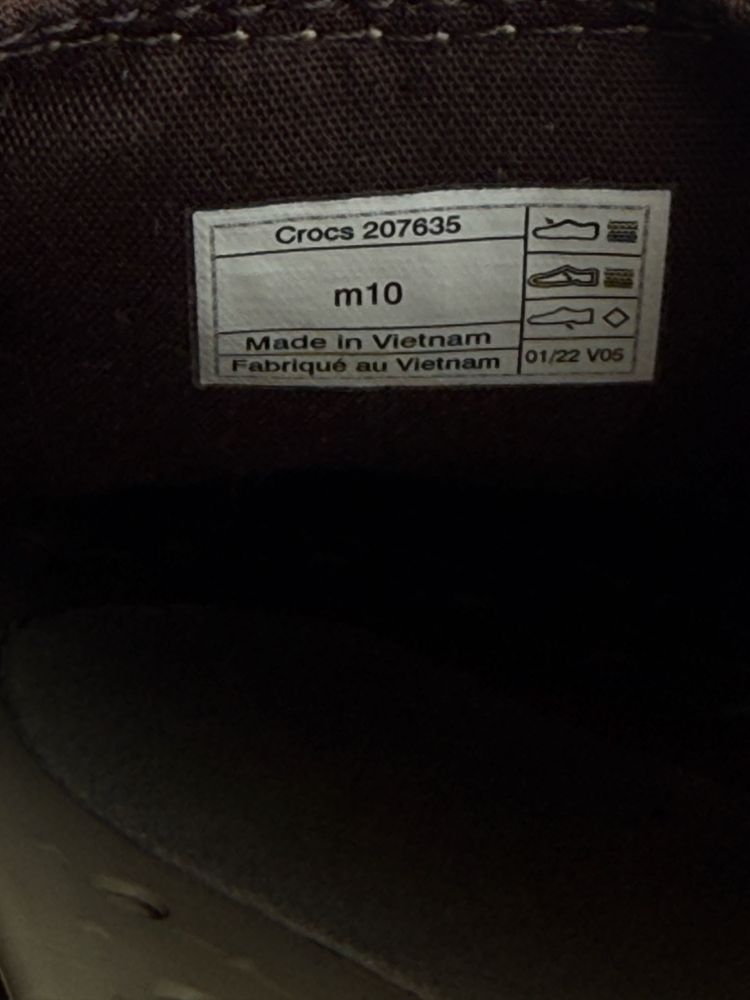 Crocs 207635
m10
Made in Vietnam
Fabriqué au Vietnam
01/22 V05